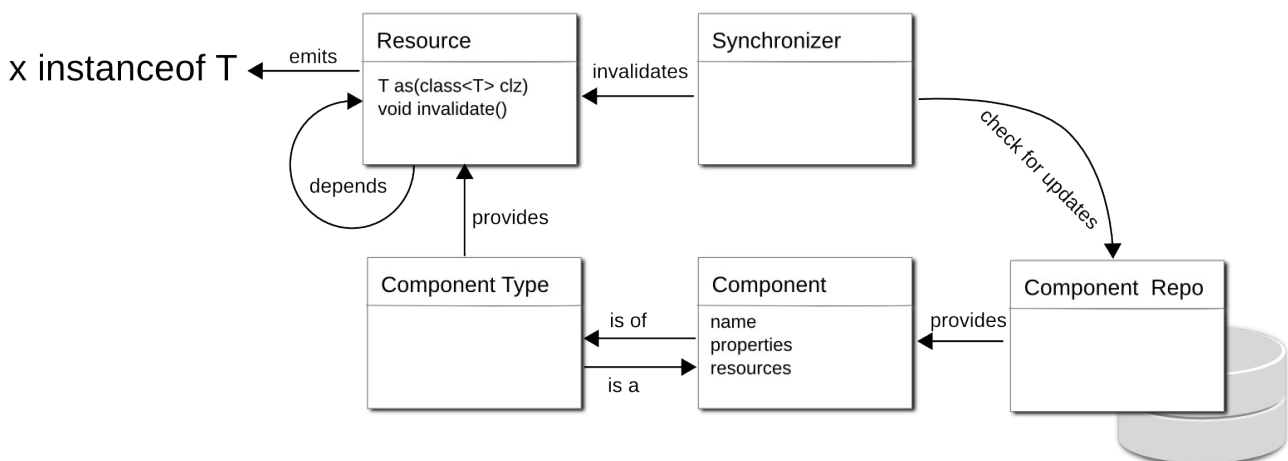 x instanceof T
emits
Resource
T as(class<T> clz)
void invalidate()
depends
invalidates
Synchronizer
check for updates
provides
Component Type
is of
is a
Component
name
properties
resources
provides
Component Repo